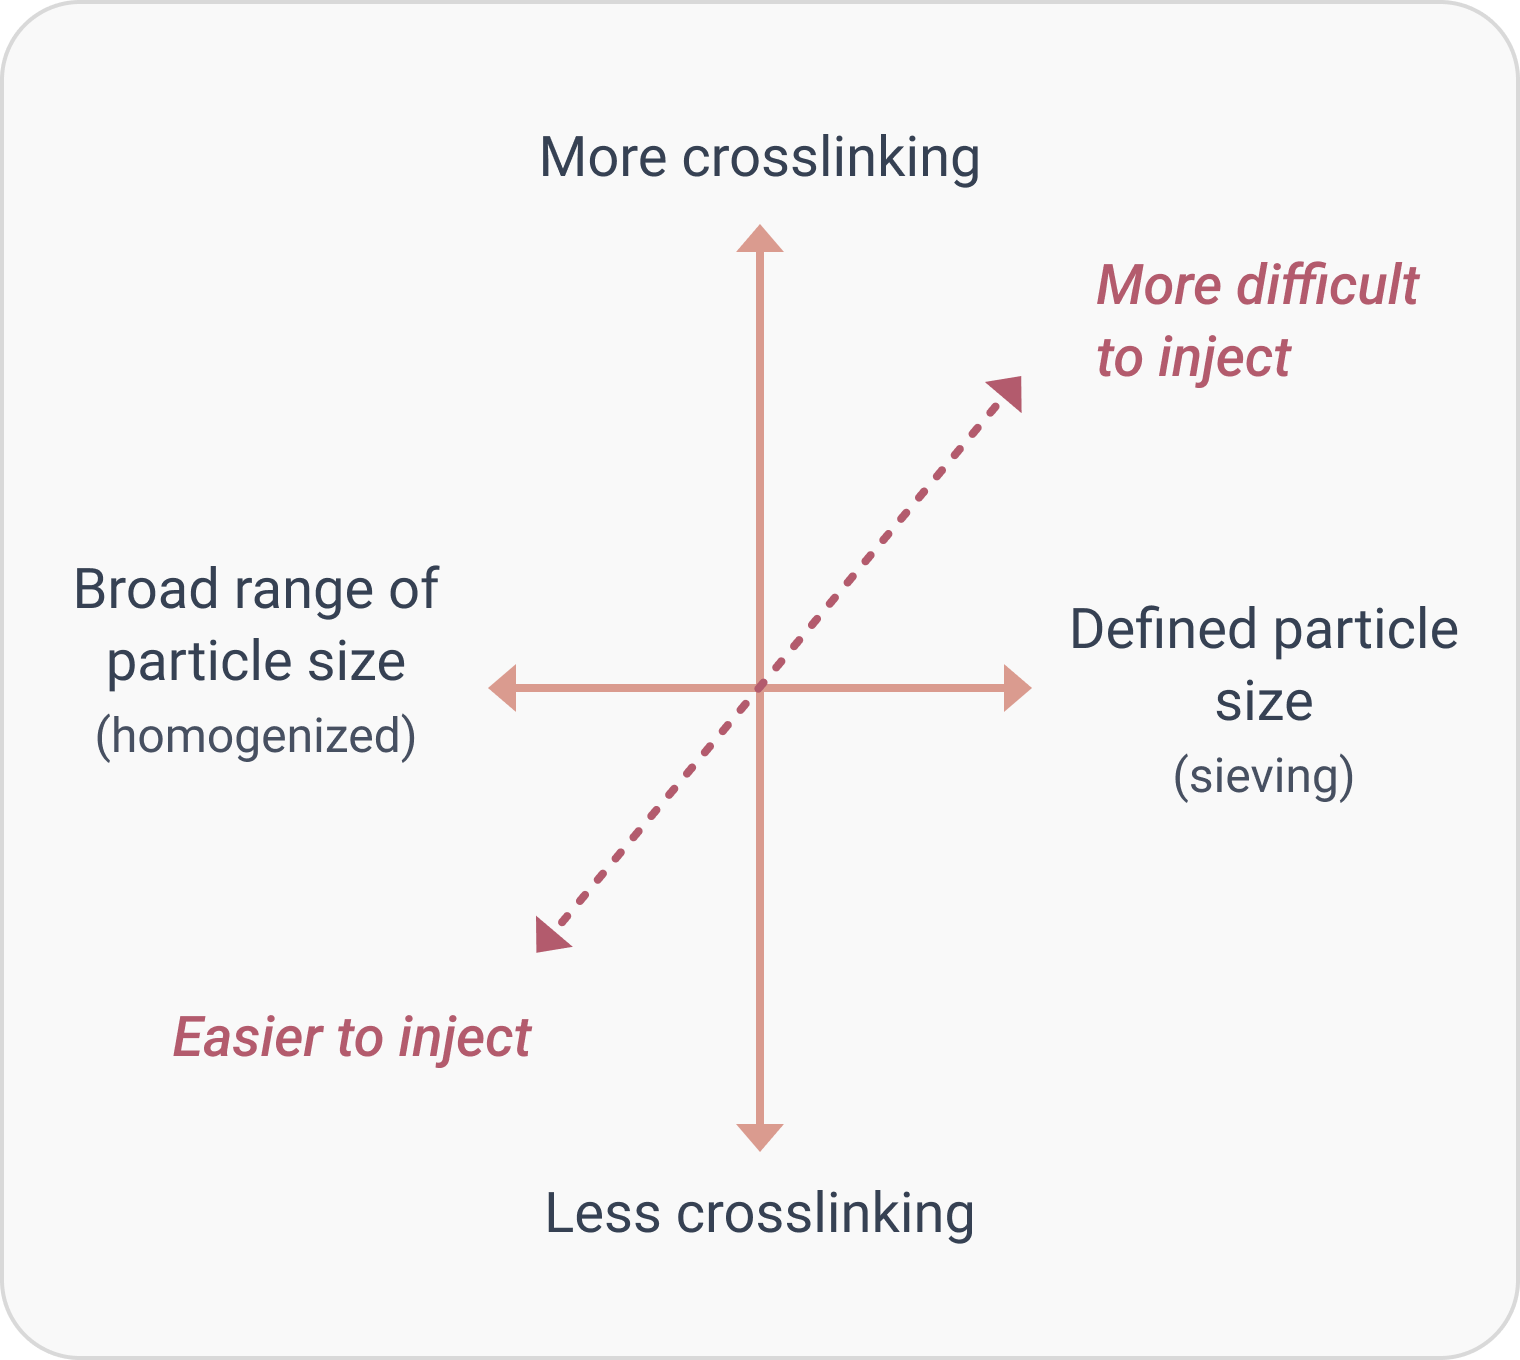 More crosslinking
More difficult
to inject
Broad range of
particle size
(homogenized)
Defined particle
size
(sieving)
Easier to inject
Less crosslinking